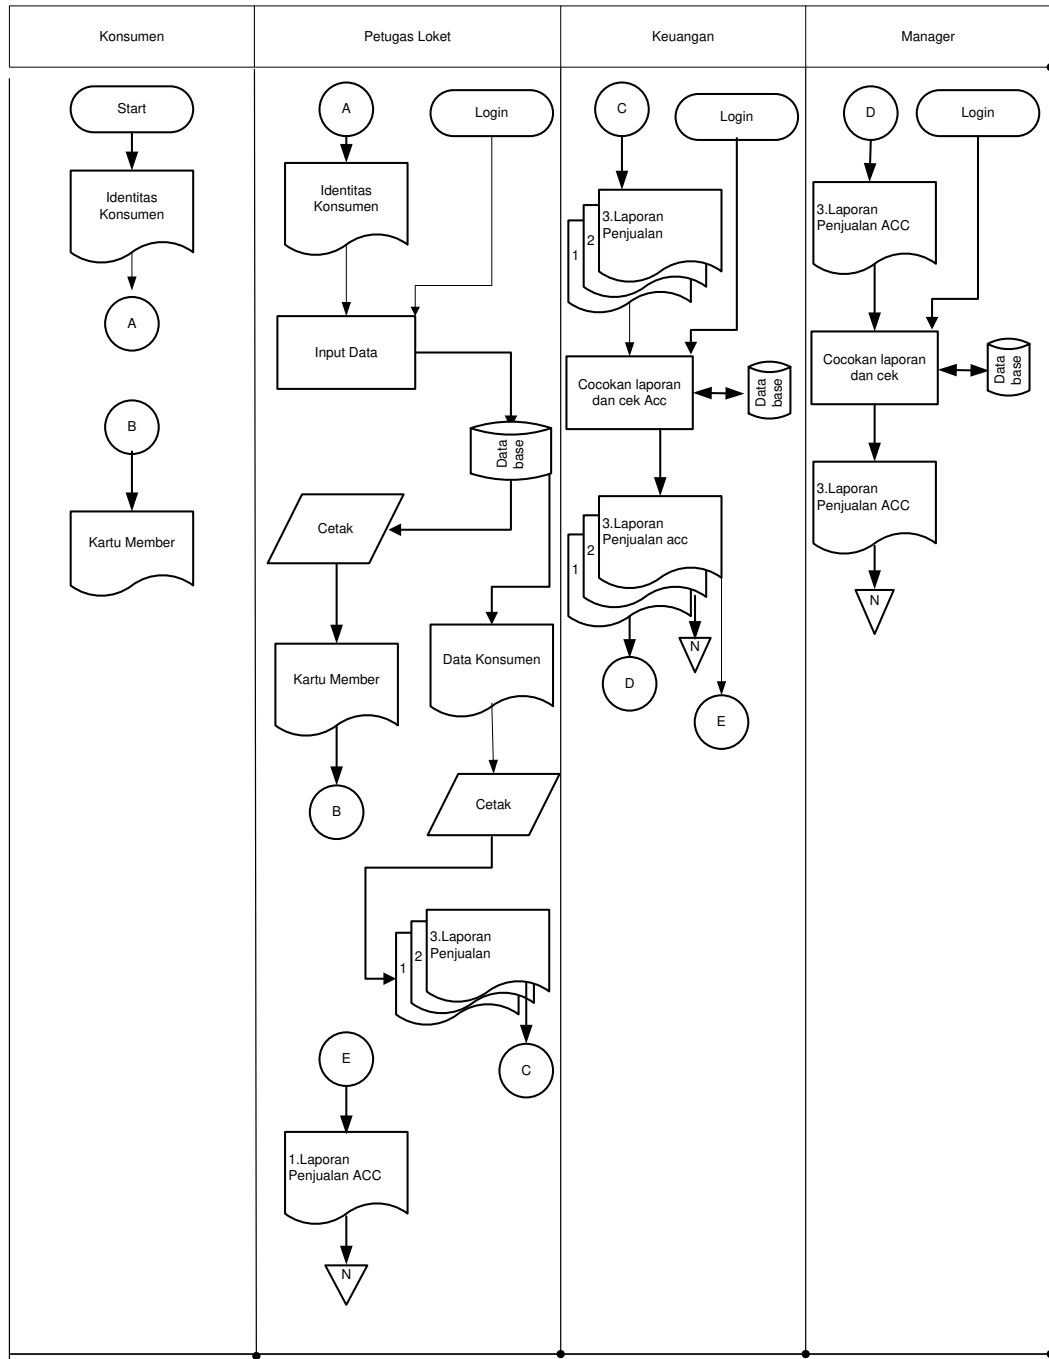 Konsumen
Petugas Loket
Keuangan
Manager
Start
Identitas
Konsumen
A
B
Kartu Member
A
Login
Identitas
Konsumen
Input Data
Data
base
Cetak
Kartu Member
B
Data Konsumen
Cetak
1
2
3.Laporan
Penjualan
C
E
1.Laporan
Penjualan ACC
N
C
Login
1
2
3.Laporan
Penjualan
Cocokan laporan
dan cek Acc
Data
base
1
2
3.Laporan
Penjualan acc
D
N
E
D
Login
3.Laporan
Penjualan ACC
Cocokan laporan
dan cek
Data
base
3.Laporan
Penjualan ACC
N